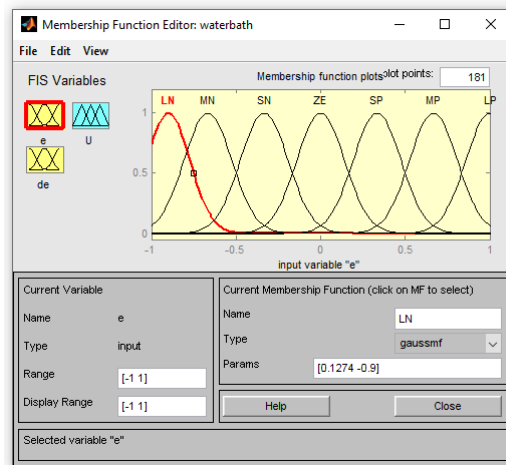 Membership Function Editor: waterbath
File Edit View
FIS Variables
Membership function plots plot points: 181
LN MN SN ZE SP MP LP
e U
de
1
0.5
0
-1 -0.5 0 0.5 1
input variable "e"
Current Variable
Name e
Type input
Range [-1 1]
Display Range [-1 1]
Current Membership Function (click on MF to select)
Name LN
Type gaussmf
Params [0.1274 -0.9]
Help Close
Selected variable "e"